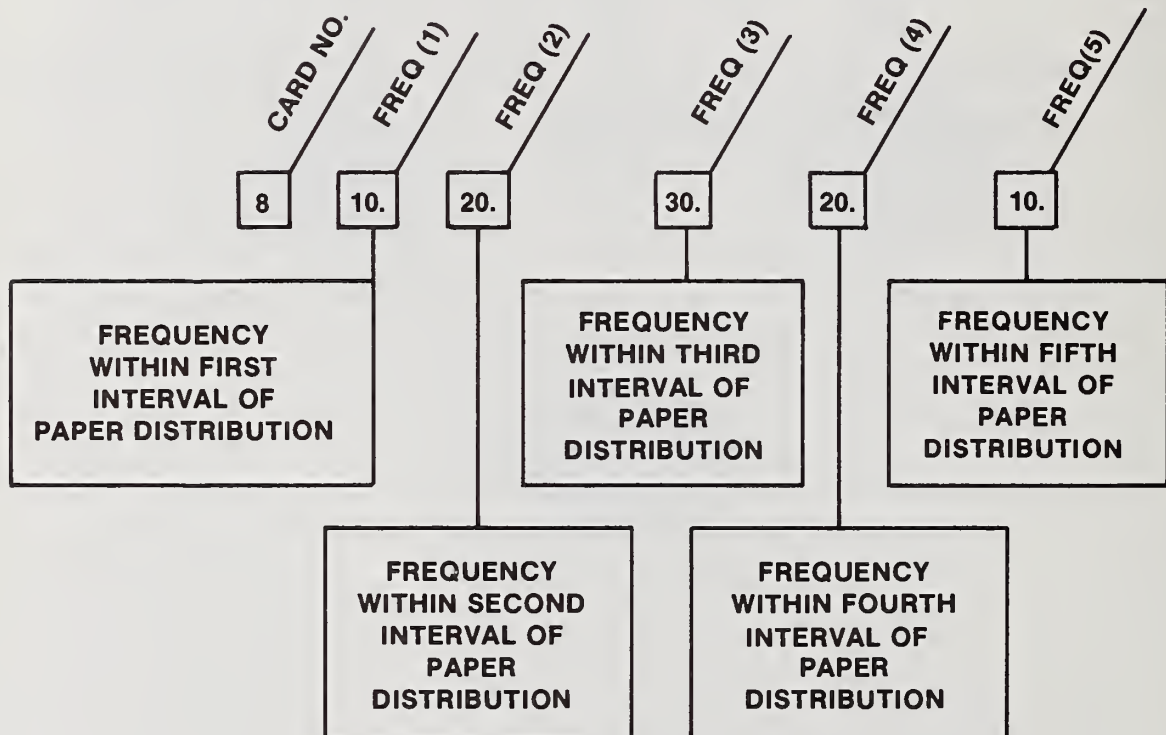 CARD NO.
FREQ (1)
FREQ (2)
FREQ (3)
FREQ (4)
FREQ(5)
8
10.
20.
30.
20.
10.
FREQUENCY
WITHIN FIRST
INTERVAL OF
PAPER DISTRIBUTION
FREQUENCY
WITHIN THIRD
INTERVAL OF
PAPER
DISTRIBUTION
FREQUENCY
WITHIN FIFTH
INTERVAL OF
PAPER
DISTRIBUTION
FREQUENCY
WITHIN SECOND
INTERVAL OF
PAPER
DISTRIBUTION
FREQUENCY
WITHIN FOURTH
INTERVAL OF
PAPER
DISTRIBUTION